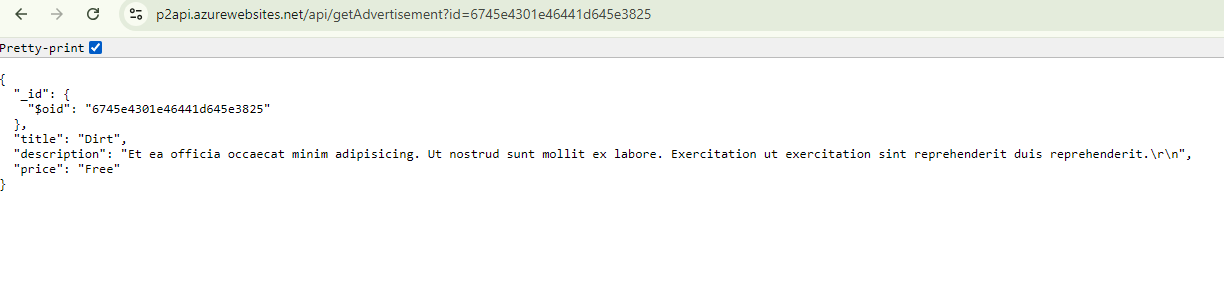 p2api.azurewebsites.net/api/getAdvertisement?id=6745e4301e46441d645e3825
Pretty-print
{
  "_id": {
    "$oid": "6745e4301e46441d645e3825"
  },
  "title": "Dirt",
  "description": "Et ea officia occaecat minim adipisicing. Ut nostrud sunt mollit ex labore. Exercitation ut exercitation sint reprehenderit duis reprehenderit.\r\n",
  "price": "Free"
}